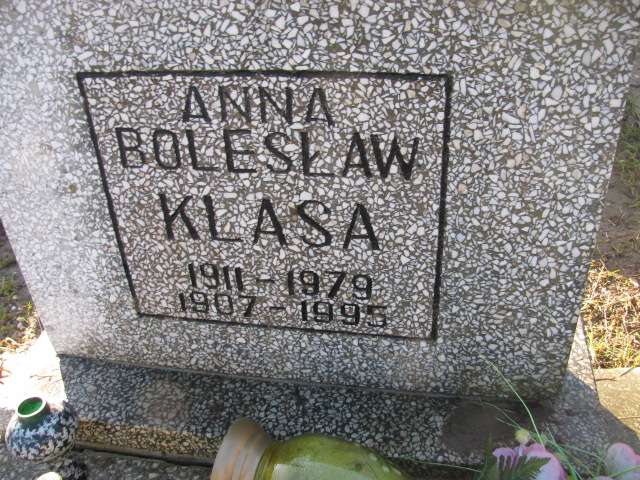 ANNA
BOLESŁAW
KLASA
1911 - 1979
1907 - 1995